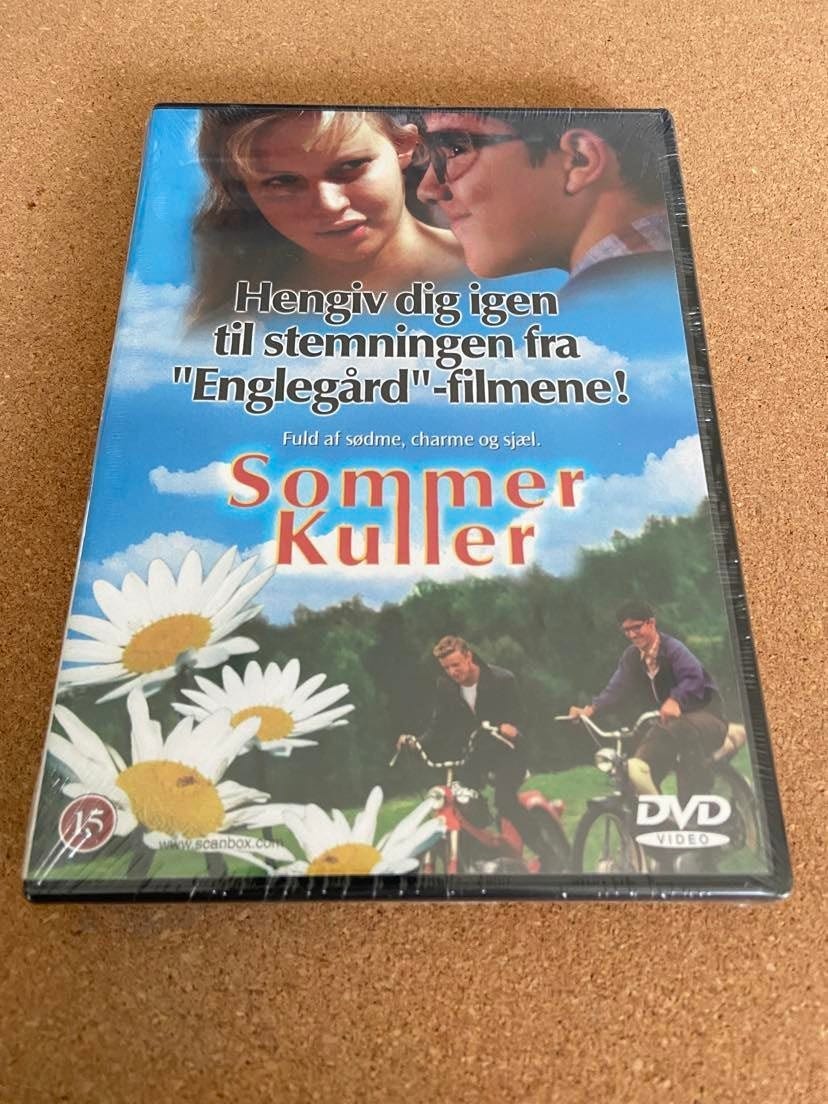 Hengiv dig igen
til stemningen fra
"Englegård"-filmene!
Fuld af sødme, charme og sjæl.
Sommer
Kuller
15
www.scanbox.com
DVD
VIDEO